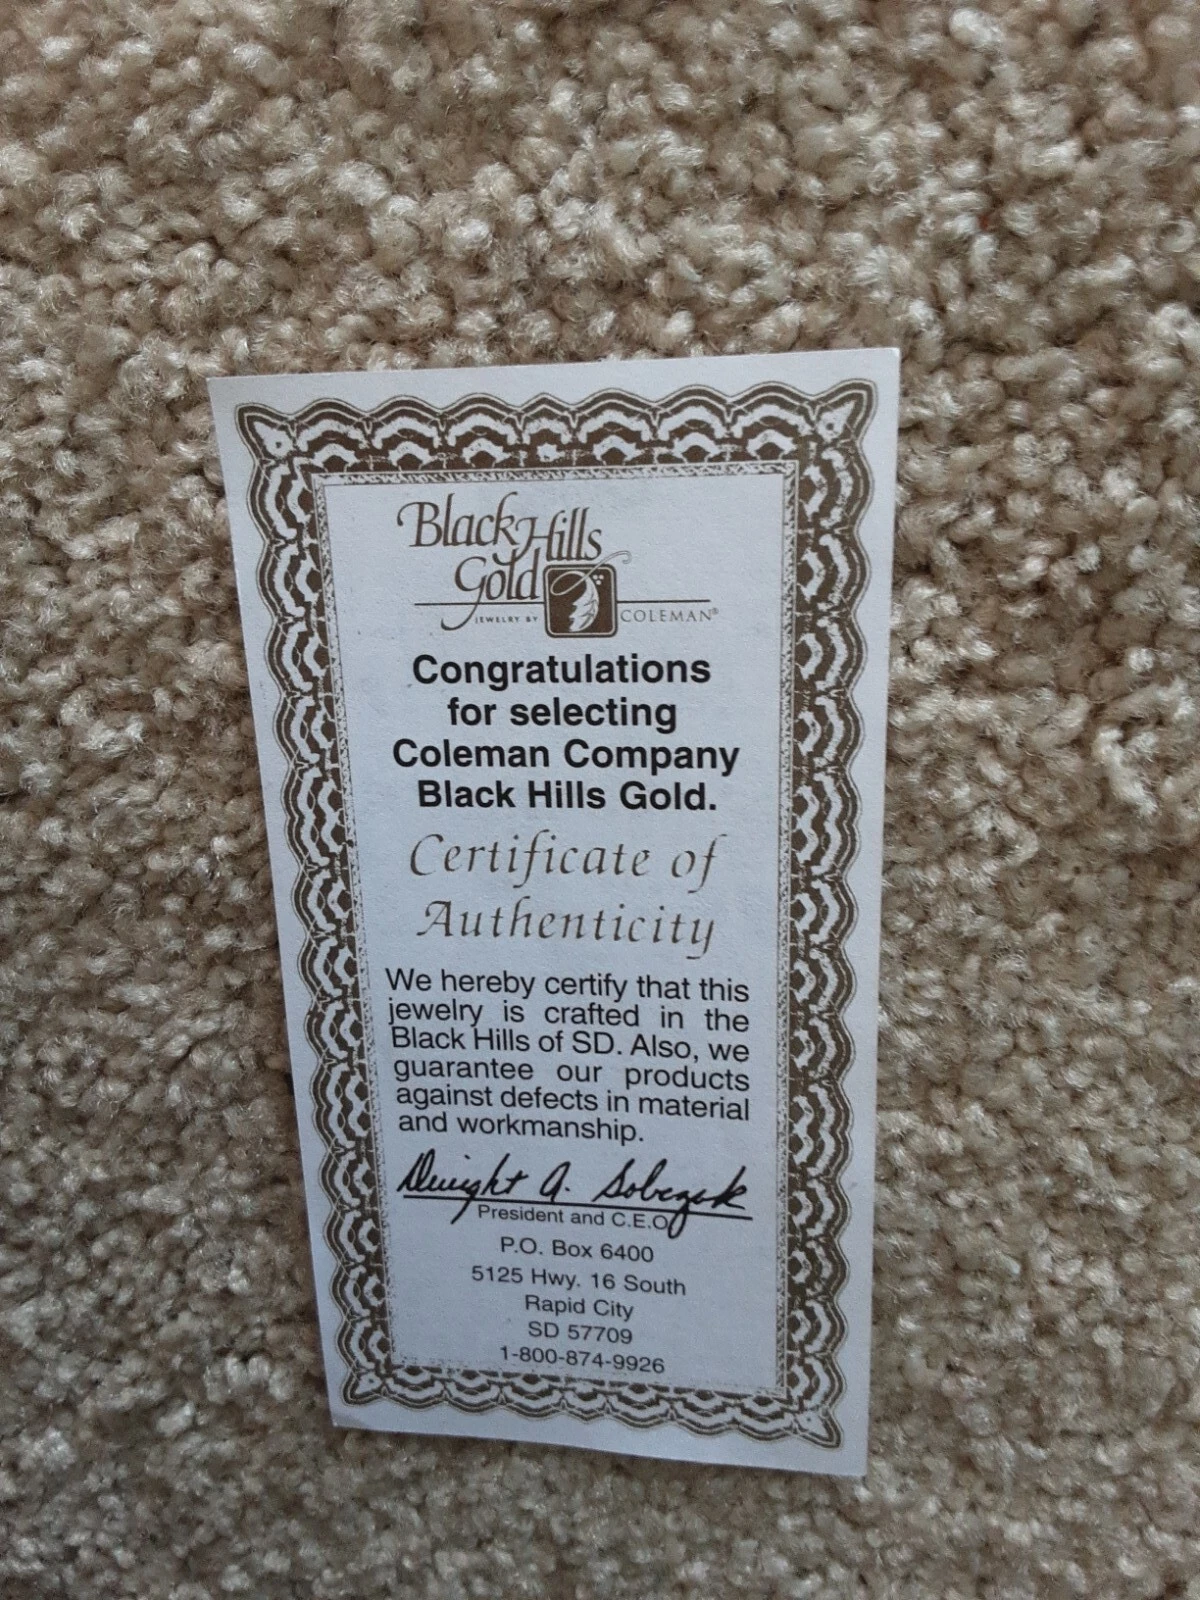 Black Hills
Gold
JEWELRY BY COLEMAN®
Congratulations
for selecting
Coleman Company
Black Hills Gold.
Certificate of
Authenticity
We hereby certify that this
jewelry is crafted in the
Black Hills of SD. Also, we
guarantee our products
against defects in material
and workmanship.
Dwight A. Sobczak
President and C.E.O.
P.O. Box 6400
5125 Hwy. 16 South
Rapid City
SD 57709
1-800-874-9926